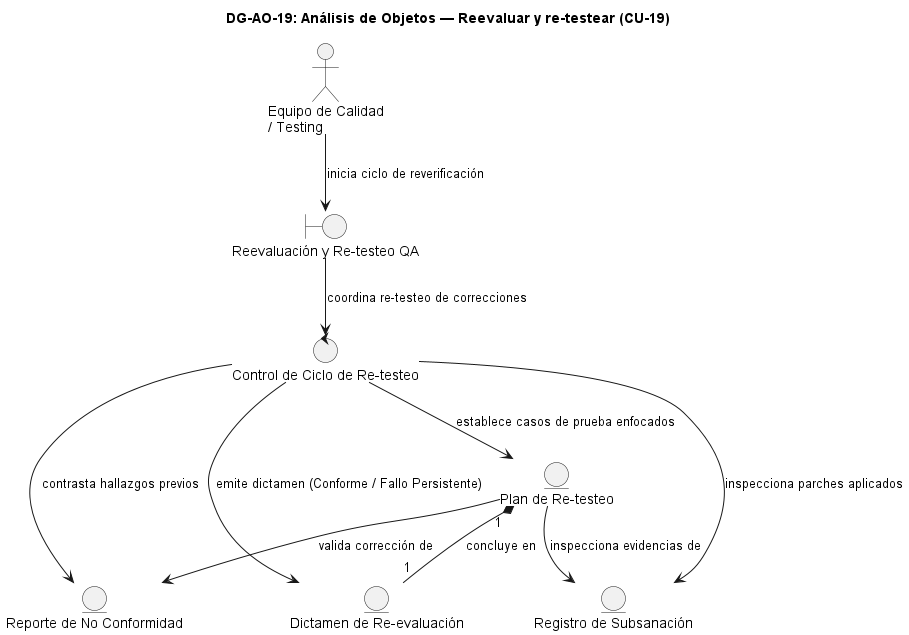 DG-AO-19: Análisis de Objetos — Reevaluar y re-testear (CU-19)
Equipo de Calidad
/ Testing
inicia ciclo de reverificación
Reevaluación y Re-testeo QA
coordina re-testeo de correcciones
Control de Ciclo de Re-testeo
establece casos de prueba enfocados
contrasta hallazgos previos
emite dictamen (Conforme / Fallo Persistente)
inspecciona parches aplicados
Plan de Re-testeo
1
valida corrección de
concluye en
inspecciona evidencias de
1
Reporte de No Conformidad
Dictamen de Re-evaluación
Registro de Subsanación